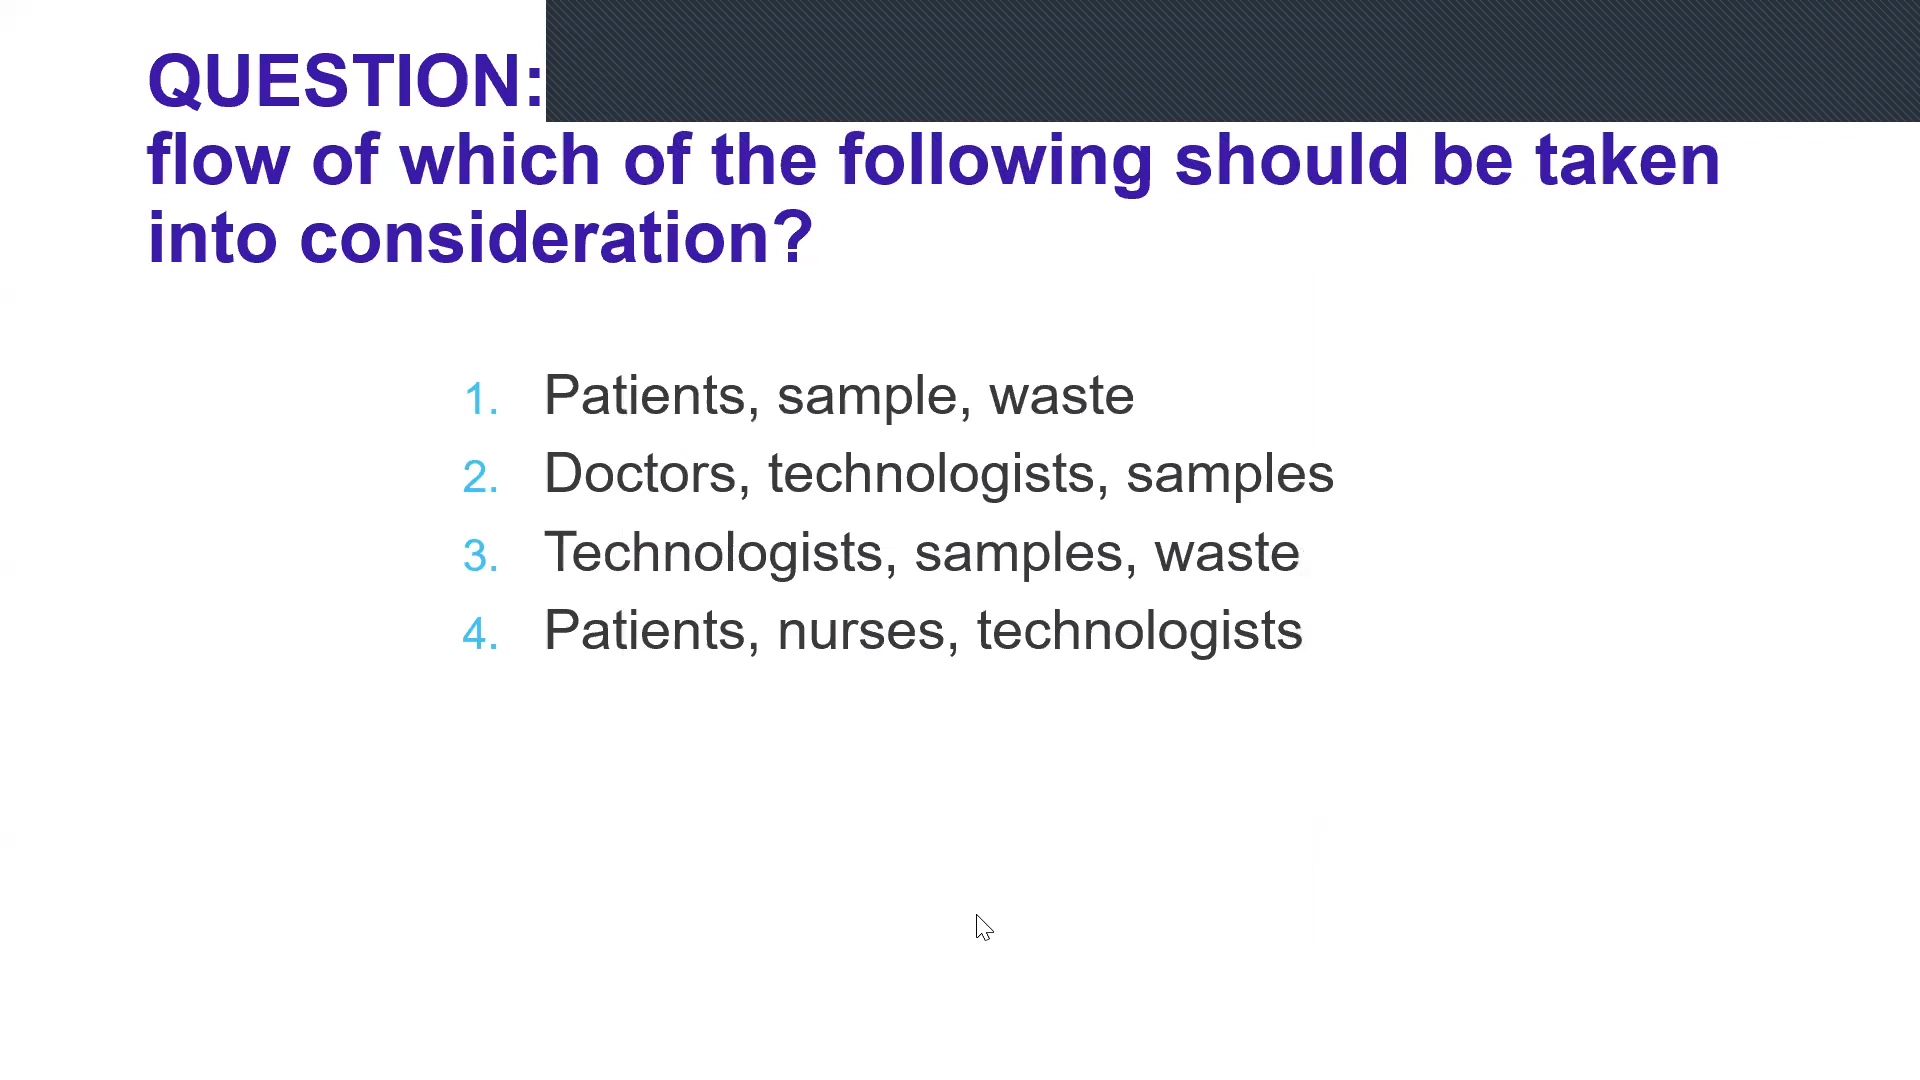 QUESTION:
flow of which of the following should be taken
into consideration?
1. Patients, sample, waste
2. Doctors, technologists, samples
3. Technologists, samples, waste
4. Patients, nurses, technologists